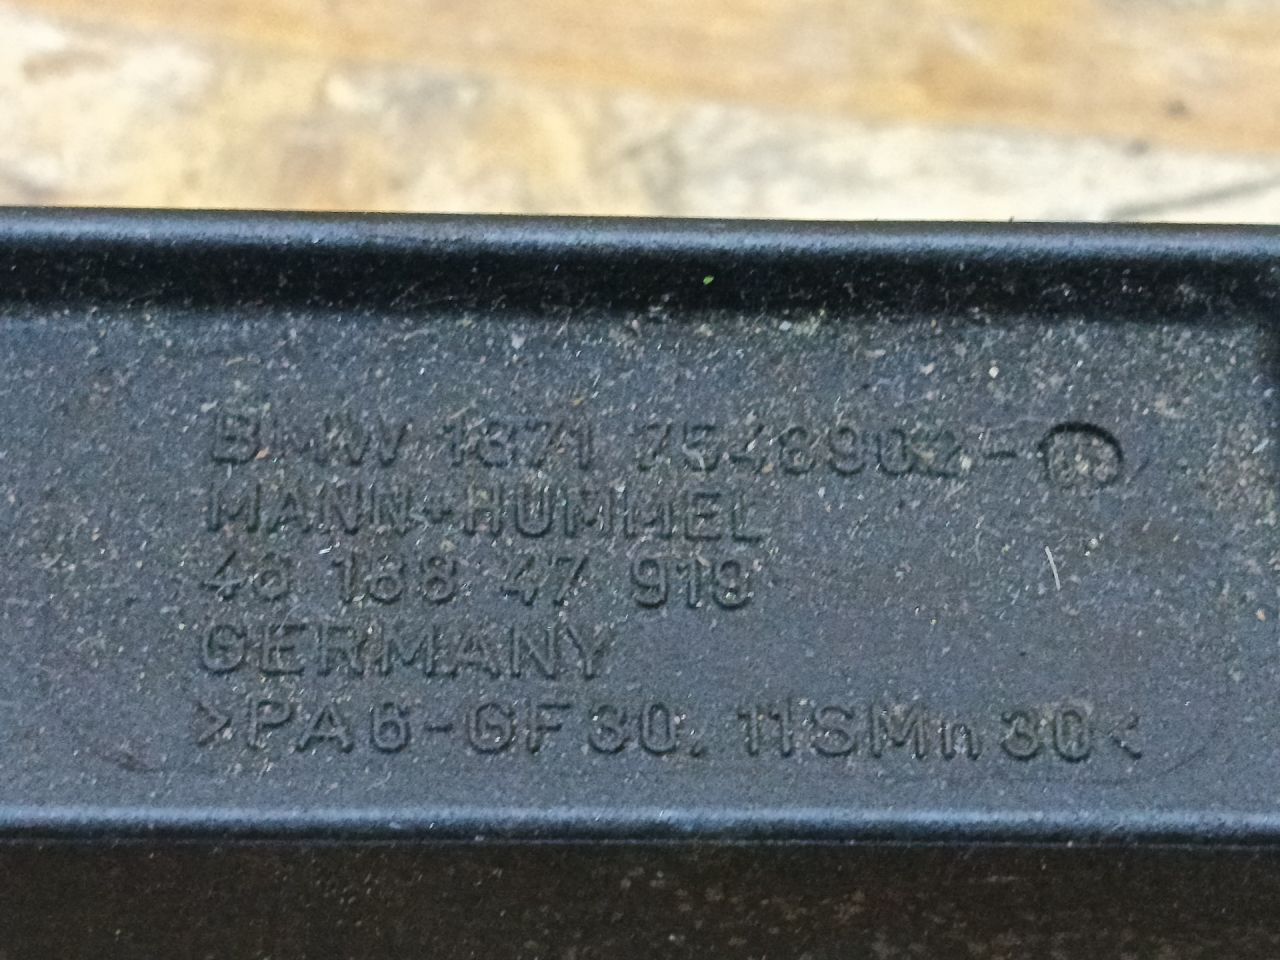 BMW 1371 7548902-
MANN+HUMMEL
46 188 47 919
GERMANY
>PA6-GF30. 11SMn30<